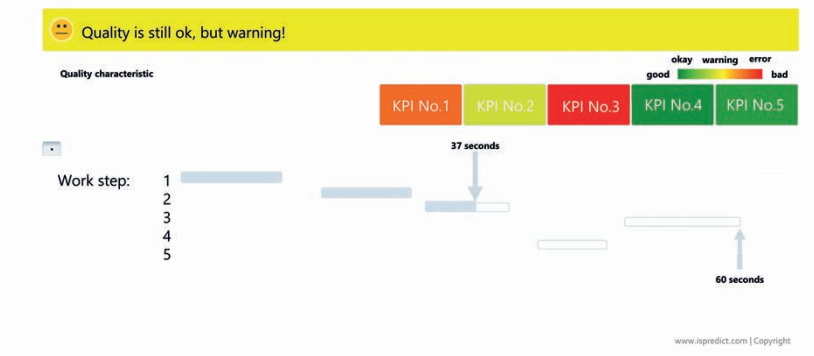 Quality is still ok, but warning!
okay warning error
Quality characteristic
good bad
KPI No.1 KPI No.2 KPI No.3 KPI No.4 KPI No.5
37 seconds
Work step: 1
2
3
4
5
60 seconds
www.ispredict.com | Copyright